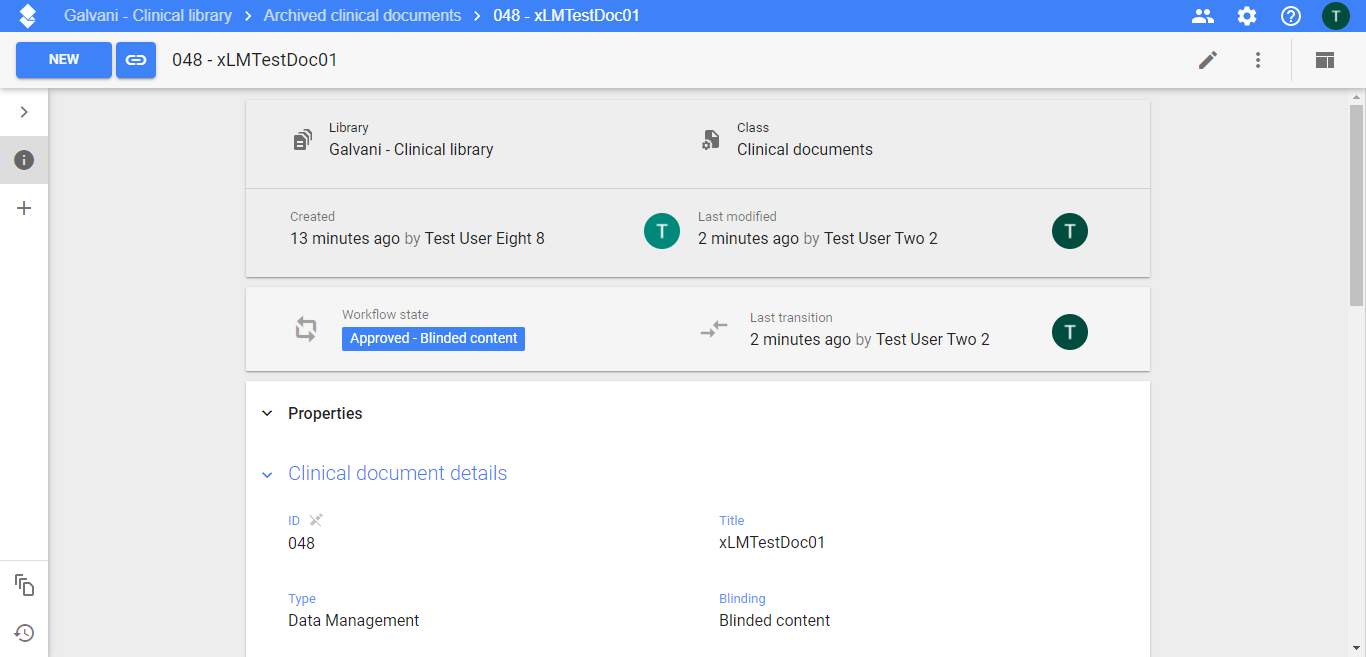 Galvani - Clinical library > Archived clinical documents > 048 - xLMTestDoc01
T
NEW
048 - xLMTestDoc01
Library
Galvani - Clinical library
Class
Clinical documents
Created
13 minutes ago by Test User Eight 8
T
Last modified
2 minutes ago by Test User Two 2
T
Workflow state
Approved - Blinded content
Last transition
2 minutes ago by Test User Two 2
T
Properties
Clinical document details
ID
048
Title
xLMTestDoc01
Type
Data Management
Blinding
Blinded content